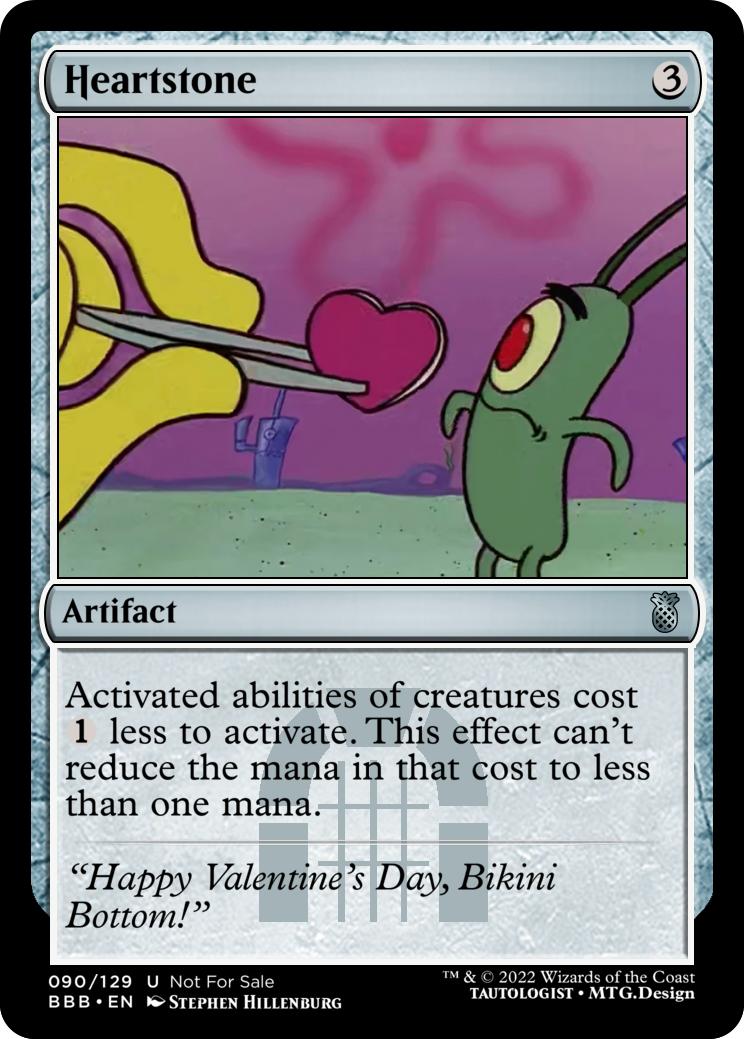 Heartstone 3
Artifact
Activated abilities of creatures cost
1 less to activate. This effect can't
reduce the mana in that cost to less
than one mana.
“Happy Valentine's Day, Bikini
Bottom!”
090/129 U Not For Sale
BBB • EN Stephen Hillenburg
™ & © 2022 Wizards of the Coast
TAUTOLOGIST • MTG.Design